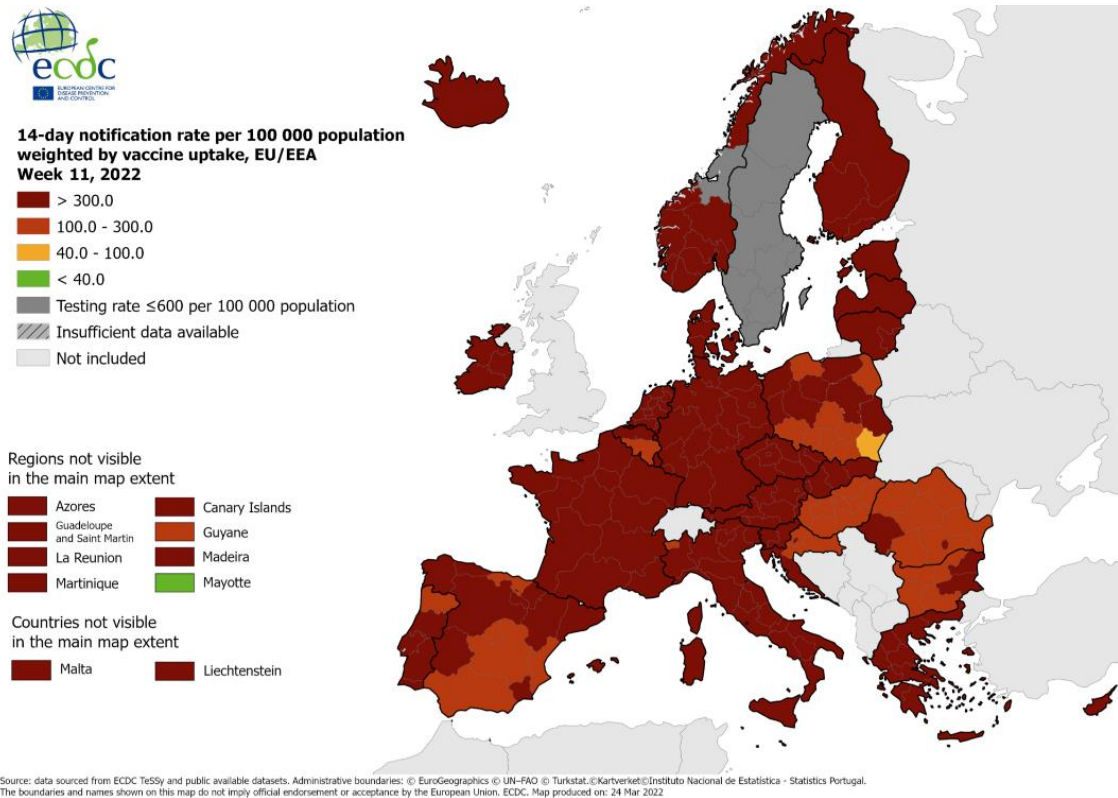 ecdc
EUROPEAN CENTRE FOR
DISEASE PREVENTION
AND CONTROL
14-day notification rate per 100 000 population
weighted by vaccine uptake, EU/EEA
Week 11, 2022
> 300.0
100.0 - 300.0
40.0 - 100.0
< 40.0
Testing rate ≤600 per 100 000 population
Insufficient data available
Not included
Regions not visible
in the main map extent
Azores
Canary Islands
Guadeloupe
and Saint Martin
Guyane
La Reunion
Madeira
Martinique
Mayotte
Countries not visible
in the main map extent
Malta
Liechtenstein
Source: data sourced from ECDC TeSSy and public available datasets. Administrative boundaries: © EuroGeographics © UN–FAO © Turkstat.©Kartverket©Instituto Nacional de Estatística - Statistics Portugal.
The boundaries and names shown on this map do not imply official endorsement or acceptance by the European Union. ECDC. Map produced on: 24 Mar 2022